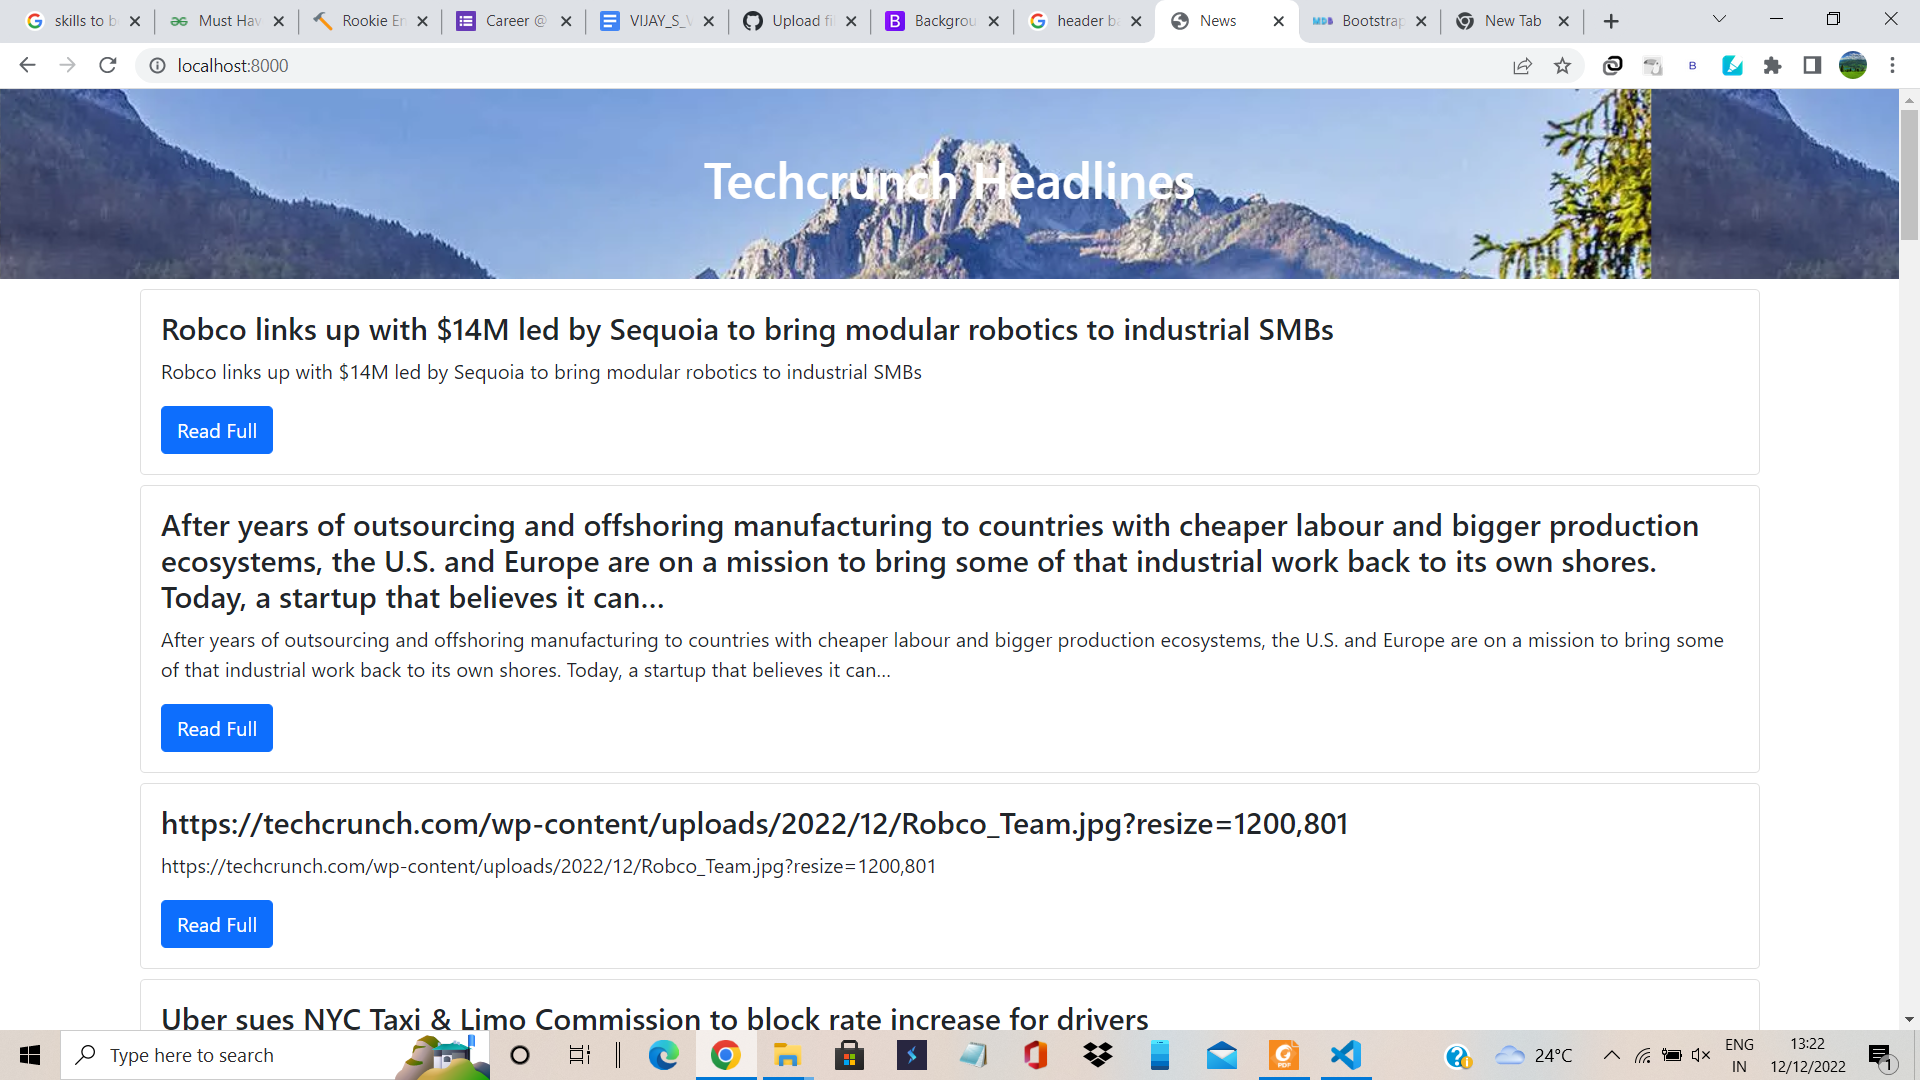 skills to b
Must Hav
Rookie En
Career @
VIJAY_S_V
Upload fi
Backgrou
header b
News
Bootstrap
New Tab
localhost:8000
Techcrunch Headlines
Robco links up with $14M led by Sequoia to bring modular robotics to industrial SMBs
Robco links up with $14M led by Sequoia to bring modular robotics to industrial SMBs
Read Full
After years of outsourcing and offshoring manufacturing to countries with cheaper labour and bigger production
ecosystems, the U.S. and Europe are on a mission to bring some of that industrial work back to its own shores.
Today, a startup that believes it can…
After years of outsourcing and offshoring manufacturing to countries with cheaper labour and bigger production ecosystems, the U.S. and Europe are on a mission to bring some
of that industrial work back to its own shores. Today, a startup that believes it can…
Read Full
https://techcrunch.com/wp-content/uploads/2022/12/Robco_Team.jpg?resize=1200,801
https://techcrunch.com/wp-content/uploads/2022/12/Robco_Team.jpg?resize=1200,801
Read Full
Uber sues NYC Taxi & Limo Commission to block rate increase for drivers
Type here to search
24°C
ENG
IN
13:22
12/12/2022
1